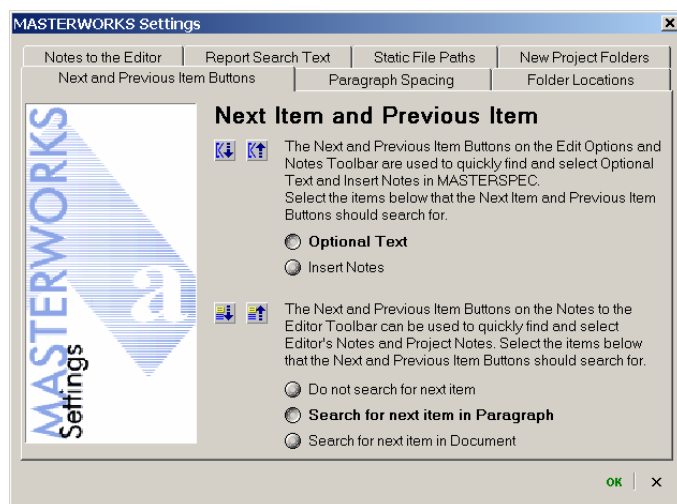 MASTERWORKS Settings
Notes to the Editor
Report Search Text
Static File Paths
New Project Folders
Next and Previous Item Buttons
Paragraph Spacing
Folder Locations
MASTERWORKS
Settings
a
Next Item and Previous Item
The Next and Previous Item Buttons on the Edit Options and
Notes Toolbar are used to quickly find and select Optional
Text and Insert Notes in MASTERSPEC.
Select the items below that the Next Item and Previous Item
Buttons should search for.
Optional Text
Insert Notes
The Next and Previous Item Buttons on the Notes to the
Editor Toolbar can be used to quickly find and select
Editor's Notes and Project Notes. Select the items below
that the Next and Previous Item Buttons should search for.
Do not search for next item
Search for next item in Paragraph
Search for next item in Document
OK